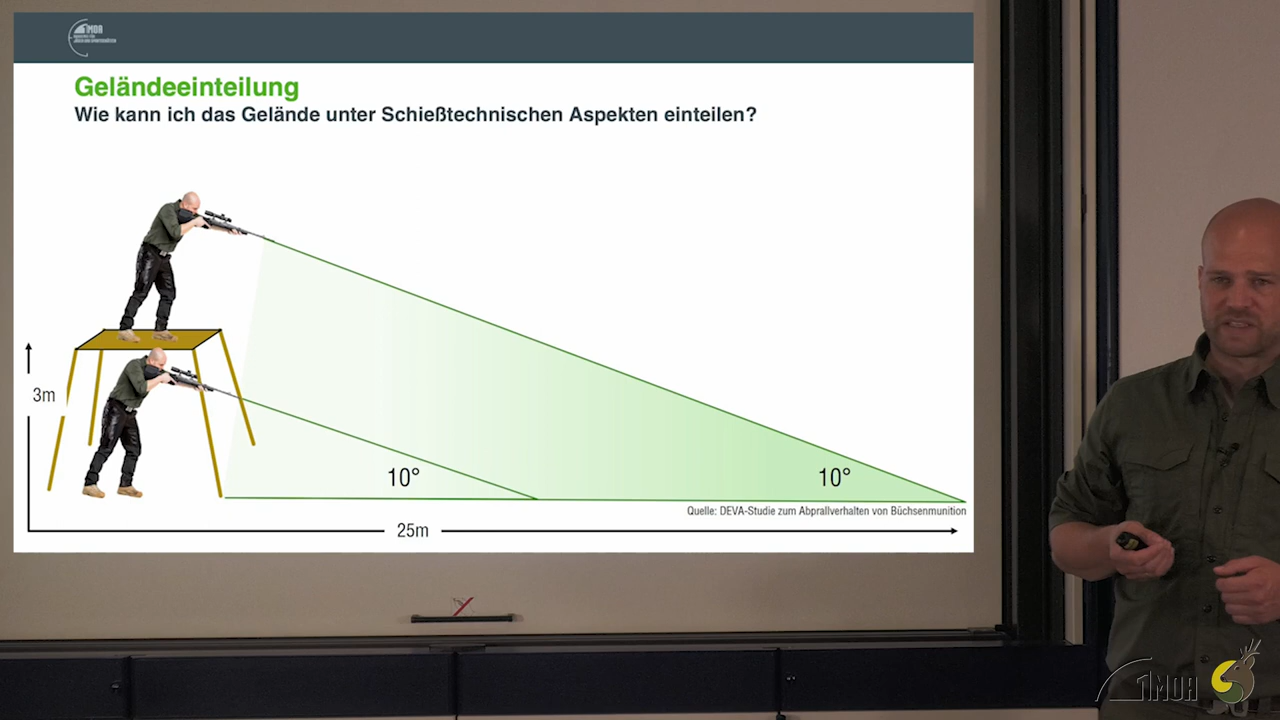 1MOA
Geländeeinteilung
Wie kann ich das Gelände unter Schießtechnischen Aspekten einteilen?
3m
10°
10°
Quelle: DEVA-Studie zum Abprallverhalten von Büchsenmunition
25m
1MOA